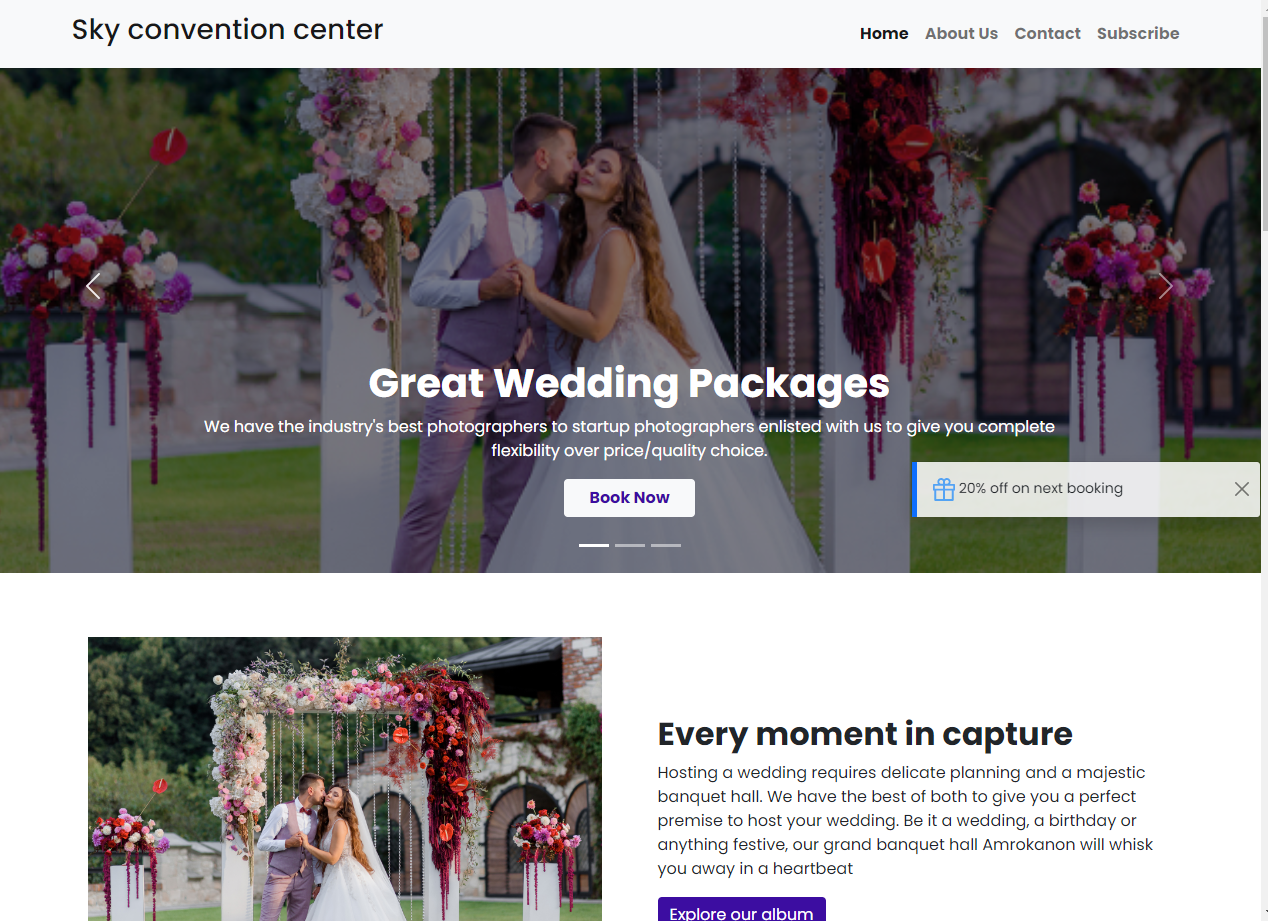 Sky convention center
Home About Us Contact Subscribe
Great Wedding Packages
We have the industry's best photographers to startup photographers enlisted with us to give you complete
flexibility over price/quality choice.
Book Now
20% off on next booking
Every moment in capture
Hosting a wedding requires delicate planning and a majestic
banquet hall. We have the best of both to give you a perfect
premise to host your wedding. Be it a wedding, a birthday or
anything festive, our grand banquet hall Amrokanon will whisk
you away in a heartbeat
Explore our album